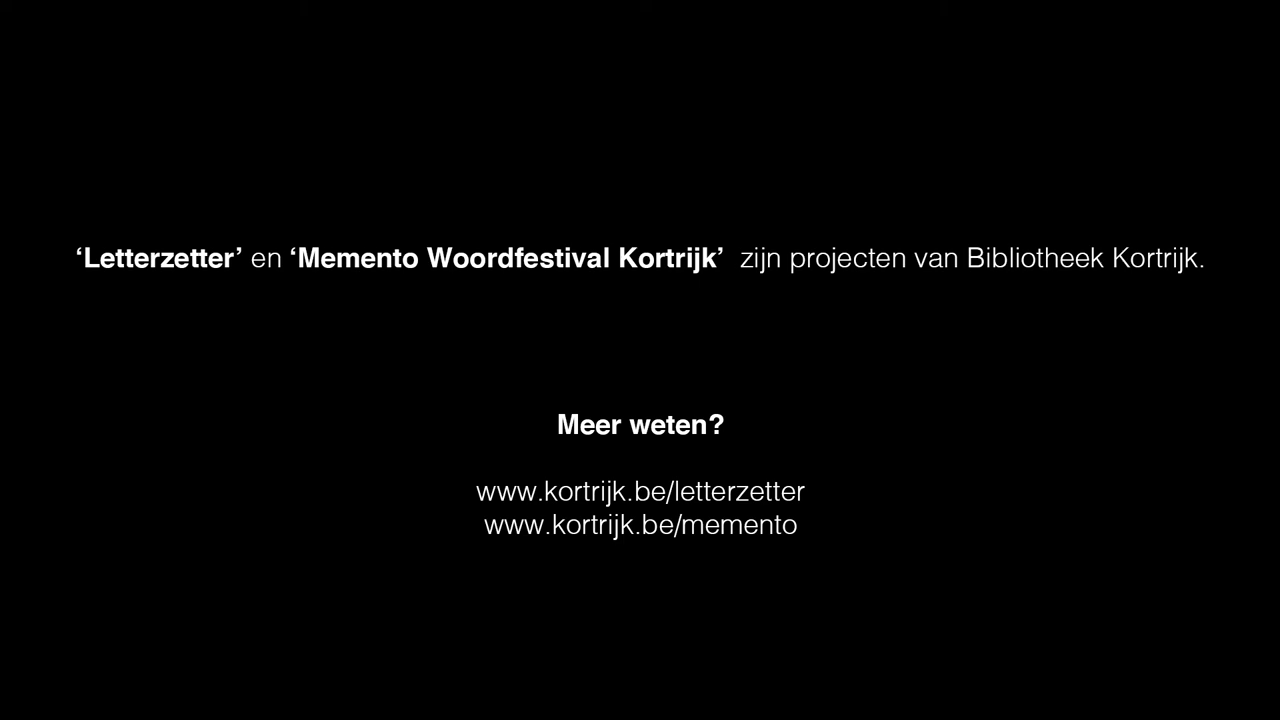 ‘Letterzetter’ en ‘Memento Woordfestival Kortrijk’  zijn projecten van Bibliotheek Kortrijk.
Meer weten?
www.kortrijk.be/letterzetter
www.kortrijk.be/memento